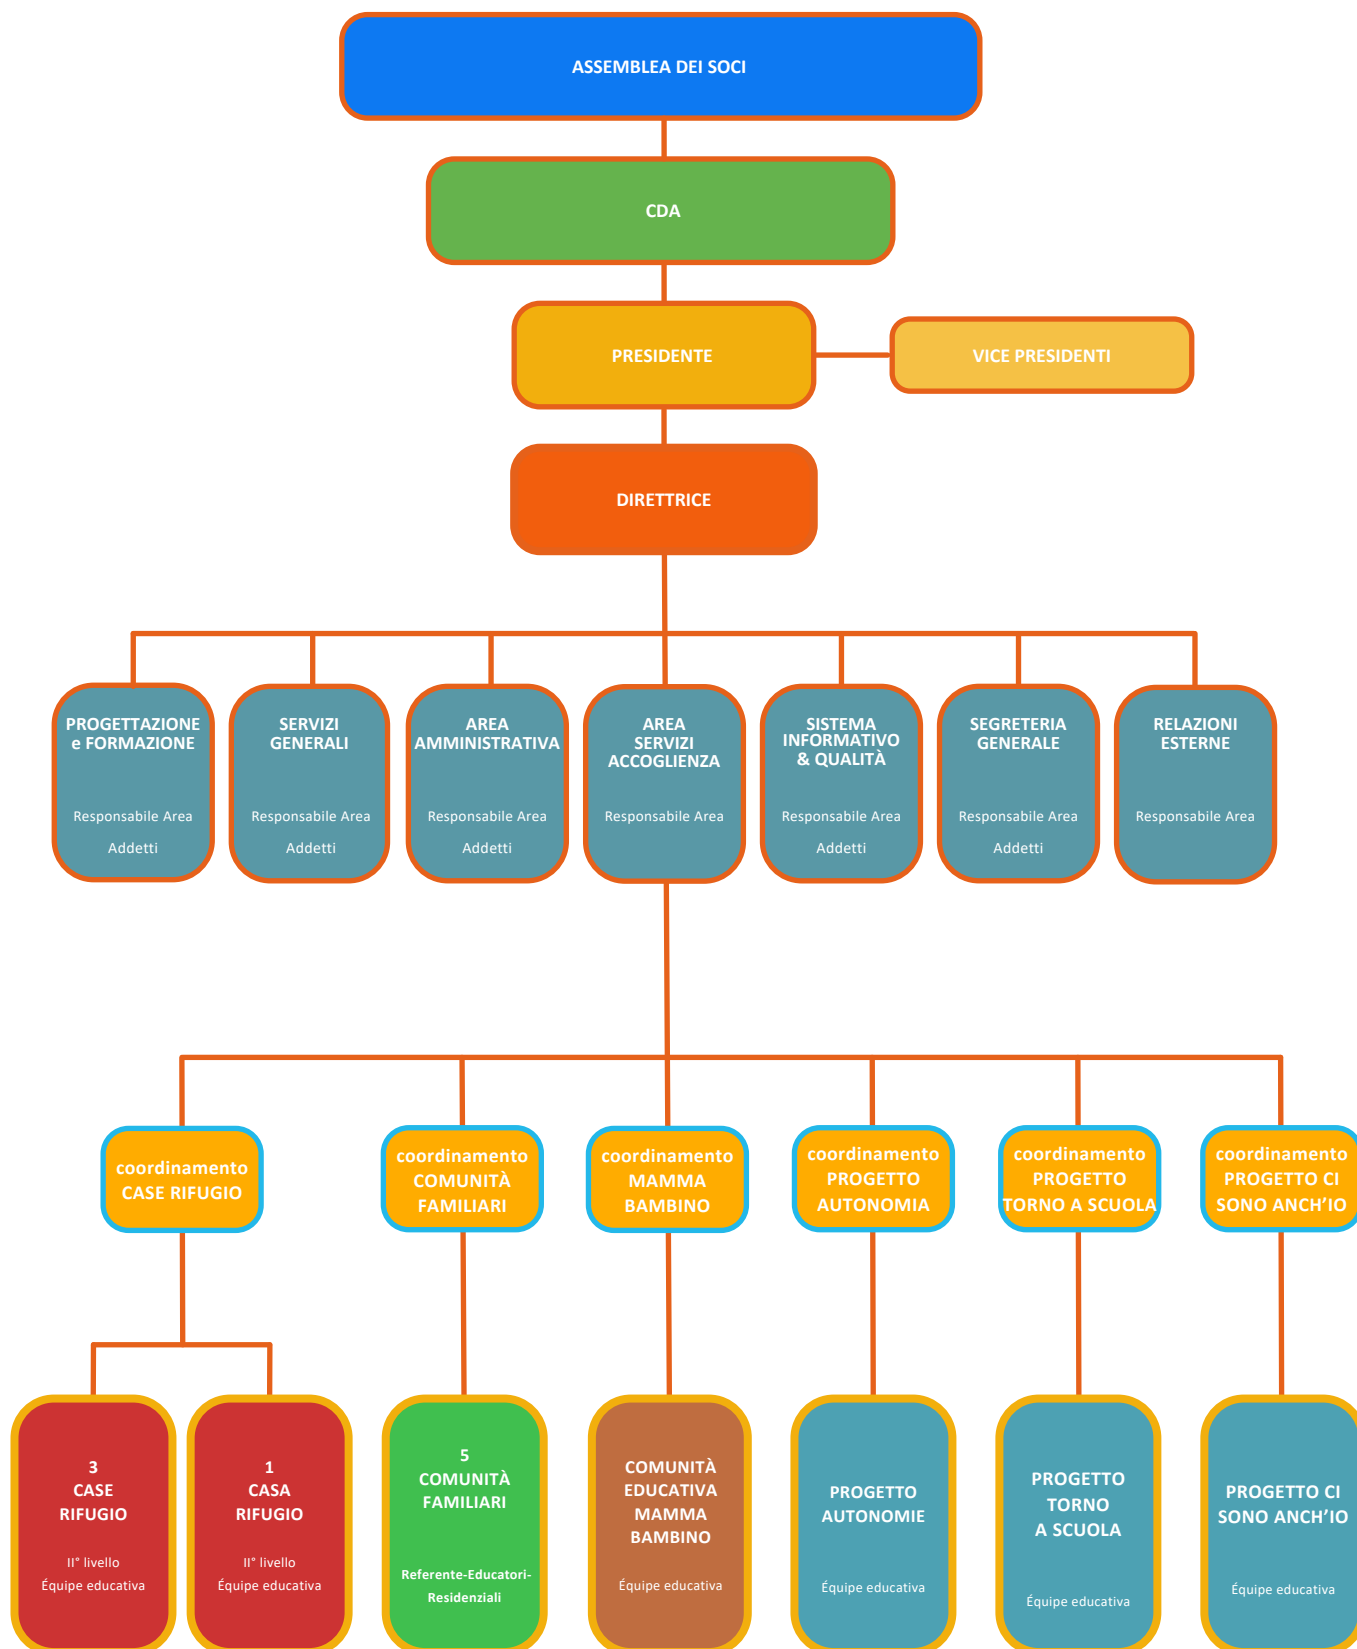 ASSEMBLEA DEI SOCI
CDA
PRESIDENTE
VICE PRESIDENTI
DIRETTRICE
PROGETTAZIONE
e FORMAZIONE
Responsabile Area
Addetti
SERVIZI
GENERALI
Responsabile Area
Addetti
AREA
AMMINISTRATIVA
Responsabile Area
Addetti
AREA
SERVIZI
ACCOGLIENZA
Responsabile Area
SISTEMA
INFORMATIVO
& QUALITÀ
Responsabile Area
Addetti
SEGRETERIA
GENERALE
Responsabile Area
Addetti
RELAZIONI
ESTERNE
Responsabile Area
coordinamento
CASE RIFUGIO
coordinamento
COMUNITÀ
FAMILIARI
coordinamento
MAMMA
BAMBINO
coordinamento
PROGETTO
AUTONOMIA
coordinamento
PROGETTO
TORNO A SCUOLA
coordinamento
PROGETTO CI
SONO ANCH'IO
3
CASE
RIFUGIO
II° livello
Équipe educativa
1
CASA
RIFUGIO
II° livello
Équipe educativa
5
COMUNITÀ
FAMILIARI
Referente-Educatori-
Residenziali
COMUNITÀ
EDUCATIVA
MAMMA
BAMBINO
Équipe educativa
PROGETTO
AUTONOMIE
Équipe educativa
PROGETTO
TORNO
A SCUOLA
Équipe educativa
PROGETTO CI
SONO ANCH'IO
Équipe educativa